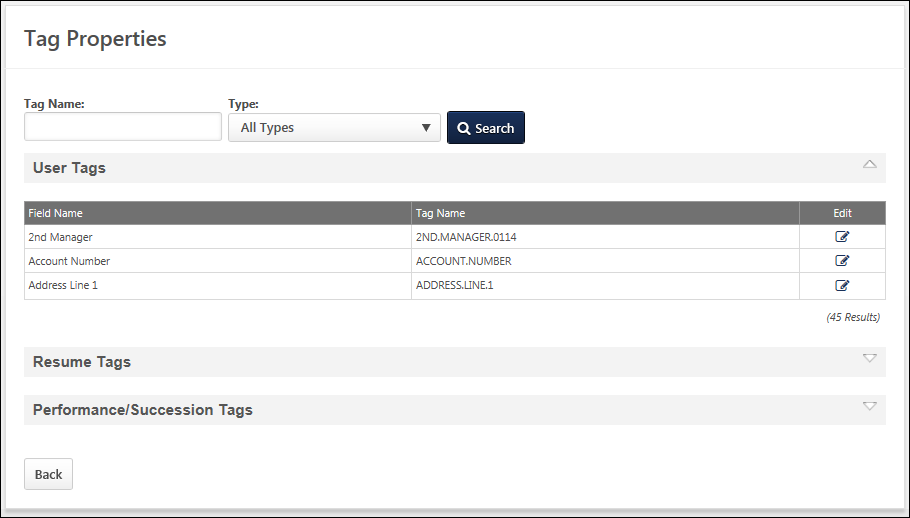 Tag Properties
Tag Name: Type:
All Types Search
User Tags
Field Name Tag Name Edit
2nd Manager 2ND.MANAGER.0114
Account Number ACCOUNT.NUMBER
Address Line 1 ADDRESS.LINE.1
(45 Results)
Resume Tags
Performance/Succession Tags
Back